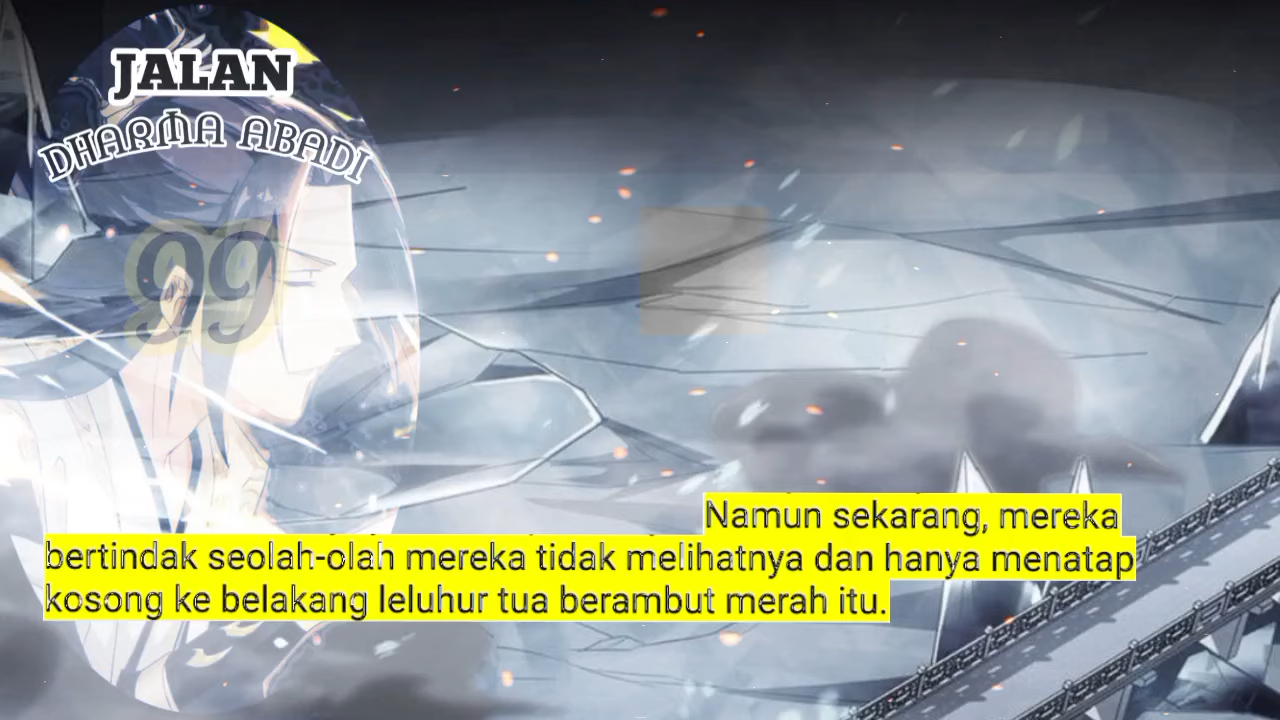 JALAN
DHARMA ABADI
99
Namun sekarang, mereka
bertindak seolah-olah mereka tidak melihatnya dan hanya menatap
kosong ke belakang leluhur tua berambut merah itu.